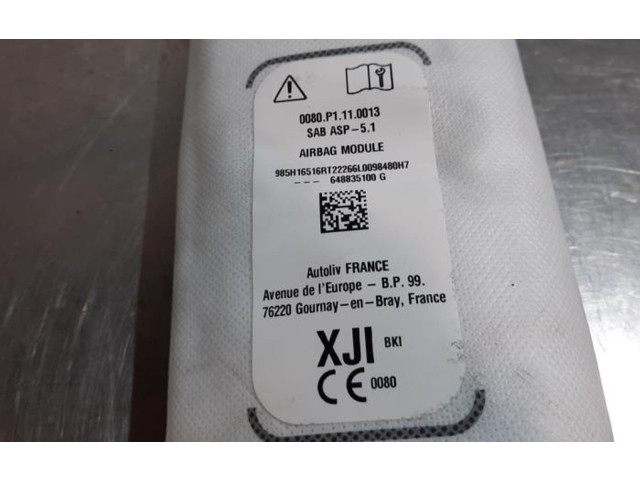 0080.P1.11.0013
SAB ASP-5.1
AIRBAG MODULE
985H16516RT22266L0098480H7
--- 648835100 G
Autoliv FRANCE
Avenue de l'Europe - B.P. 99.
76220 Gournay-en-Bray, France
XJI BKI
CE 0080